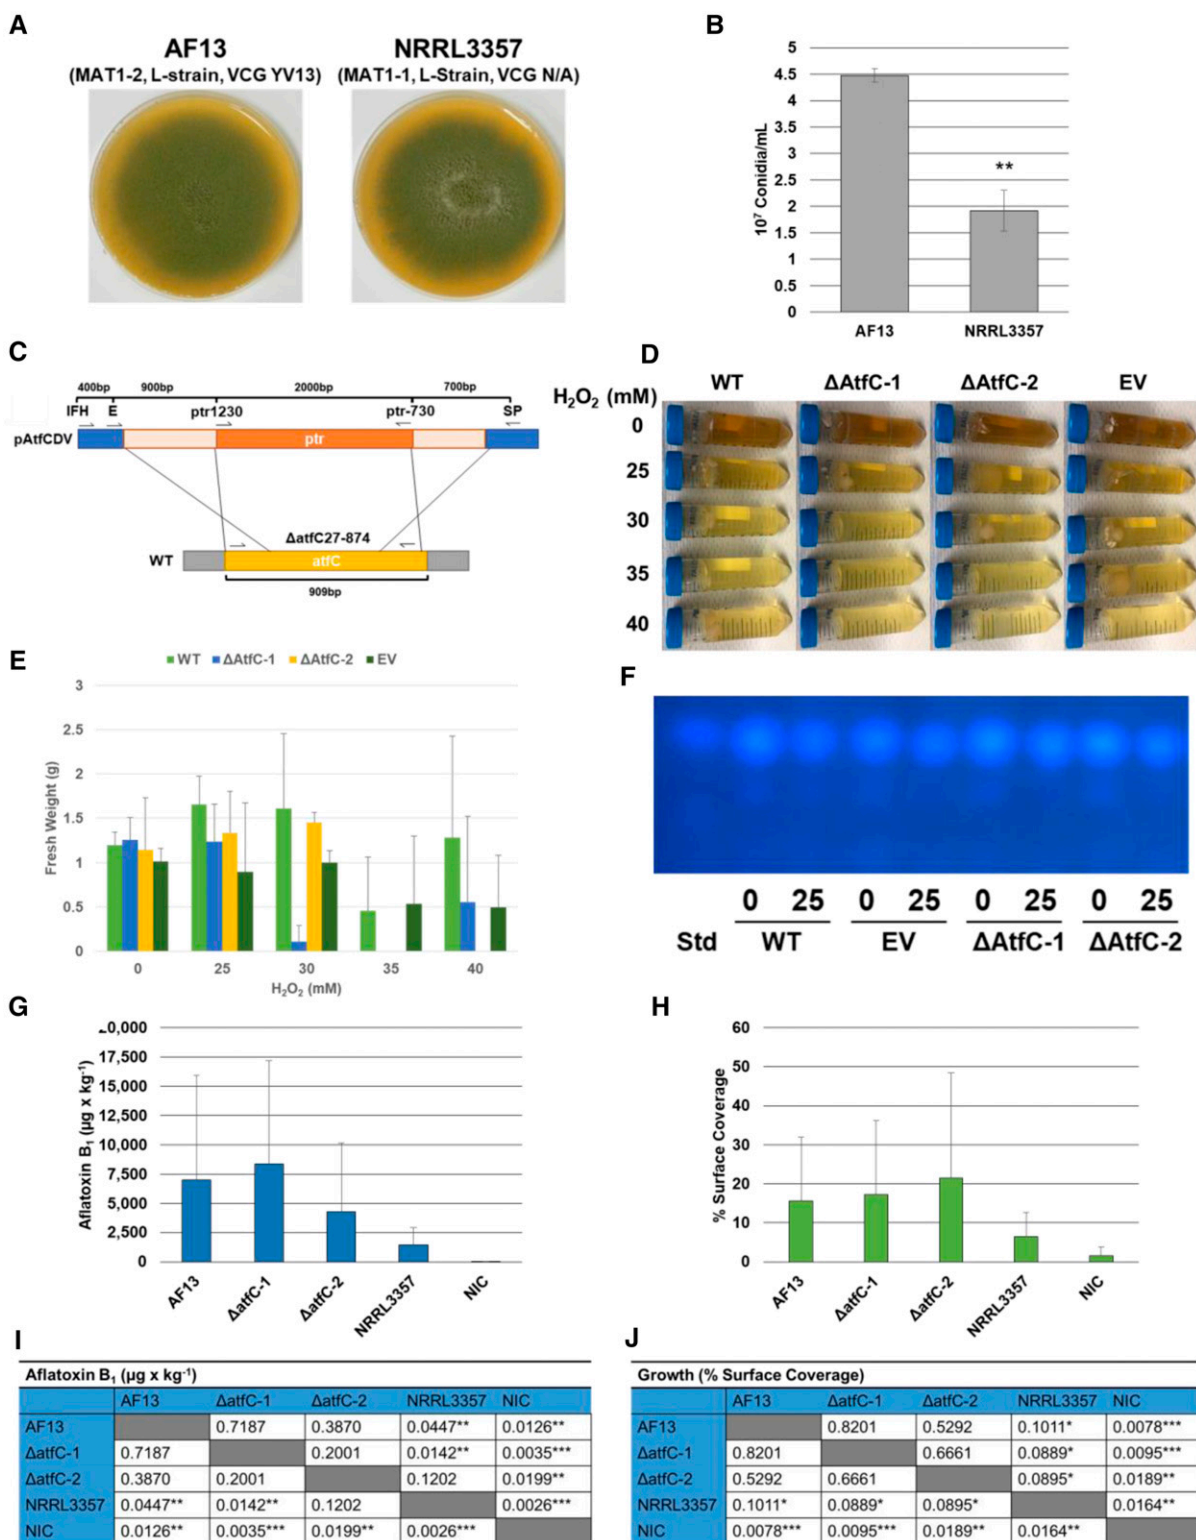 A
AF13
(MAT1-2, L-strain, VCG YV13)
NRRL3357
(MAT1-1, L-Strain, VCG N/A)
B
5
4.5
4
3.5
3
2.5
2
1.5
1
0.5
0
10⁷ Conidia/mL
**
AF13 NRRL3357
C
400bp 900bp 2000bp 700bp
IFH E ptr1230 ptr-730 SP
pAtfCDV ptr
ΔatfC27-874
WT atfC
909bp
D
WT ΔAtfC-1 ΔAtfC-2 EV
H₂O₂ (mM)
0
25
30
35
40
E
WT ΔAtfC-1 ΔAtfC-2 EV
3
2.5
2
1.5
1
0.5
0
Fresh Weight (g)
0 25 30 35 40
H₂O₂ (mM)
F
0 25 0 25 0 25 0 25
Std WT EV ΔAtfC-1 ΔAtfC-2
G
0,000
17,500
15,000
12,500
10,000
7,500
5,000
2,500
0
Aflatoxin B₁ (µg x kg⁻¹)
AF13 ΔatfC-1 ΔatfC-2 NRRL3357 NIC
H
60
50
40
30
20
10
0
% Surface Coverage
AF13 ΔatfC-1 ΔatfC-2 NRRL3357 NIC
I
Aflatoxin B₁ (µg x kg⁻¹)
AF13 ΔatfC-1 ΔatfC-2 NRRL3357 NIC
AF13 0.7187 0.3870 0.0447** 0.0126**
ΔatfC-1 0.7187 0.2001 0.0142** 0.0035***
ΔatfC-2 0.3870 0.2001 0.1202 0.0199**
NRRL3357 0.0447** 0.0142** 0.1202 0.0026***
NIC 0.0126** 0.0035*** 0.0199** 0.0026***
J
Growth (% Surface Coverage)
AF13 ΔatfC-1 ΔatfC-2 NRRL3357 NIC
AF13 0.8201 0.5292 0.1011* 0.0078***
ΔatfC-1 0.8201 0.6661 0.0889* 0.0095***
ΔatfC-2 0.5292 0.6661 0.0895* 0.0189**
NRRL3357 0.1011* 0.0889* 0.0895* 0.0164**
NIC 0.0078*** 0.0095*** 0.0189** 0.0164**